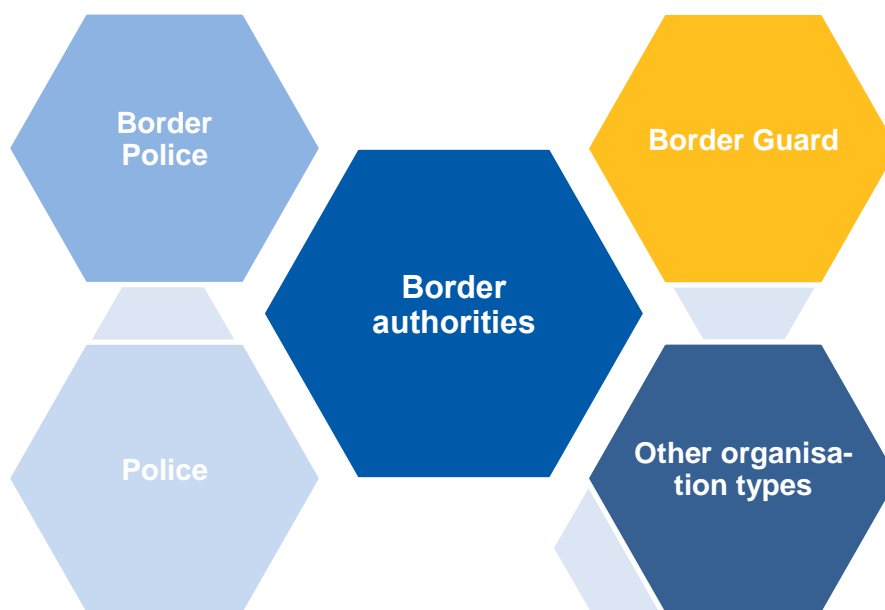 Border
Police
Border Guard
Border
authorities
Police
Other organisa-
tion types